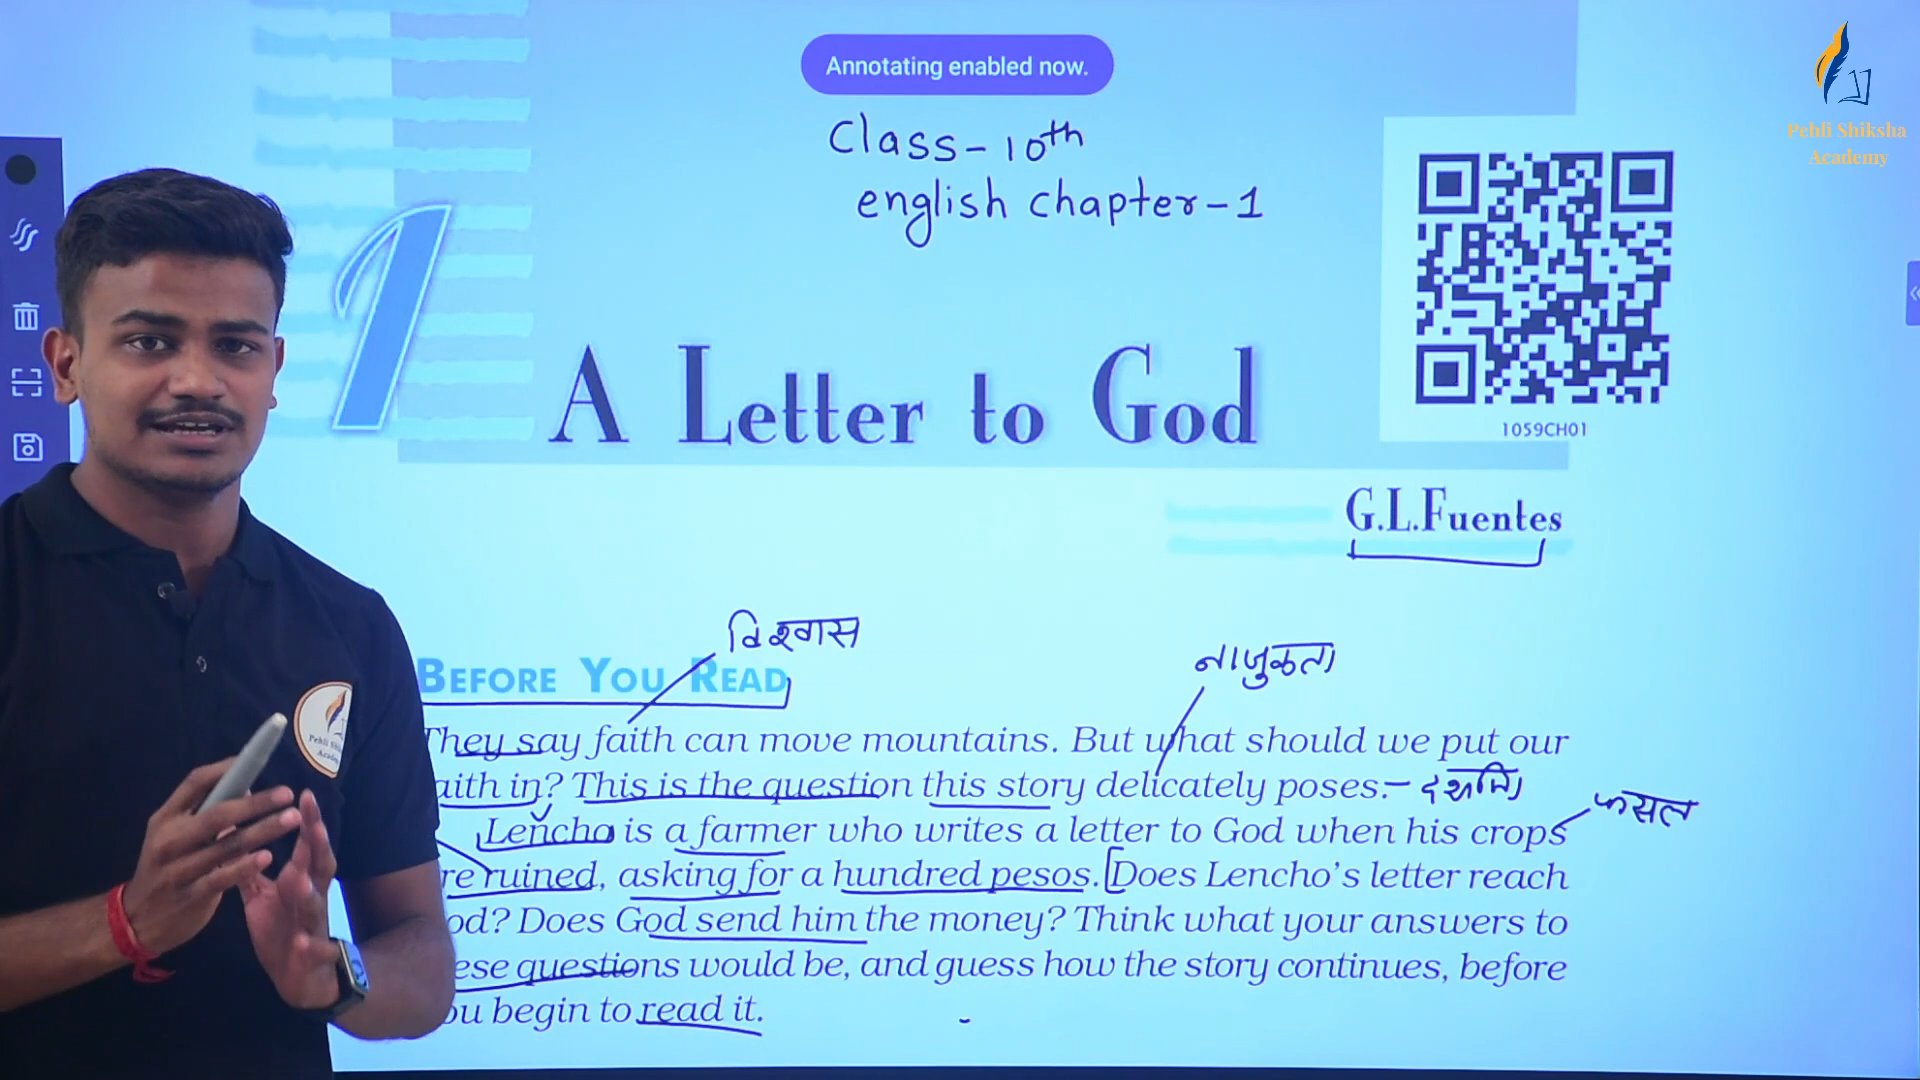 Annotating enabled now.
Pehli Shiksha
Academy
Class-10th
english chapter-1
1
A Letter to God
1059CH01
G.L.Fuentes
विश्वास
नाजुकता
BEFORE YOU READ
They say faith can move mountains. But what should we put our
aith in? This is the question this story delicately poses.
फसल
Lencho is a farmer who writes a letter to God when his crops
re ruined, asking for a hundred pesos. Does Lencho's letter reach
od? Does God send him the money? Think what your answers to
ese questions would be, and guess how the story continues, before
ou begin to read it.